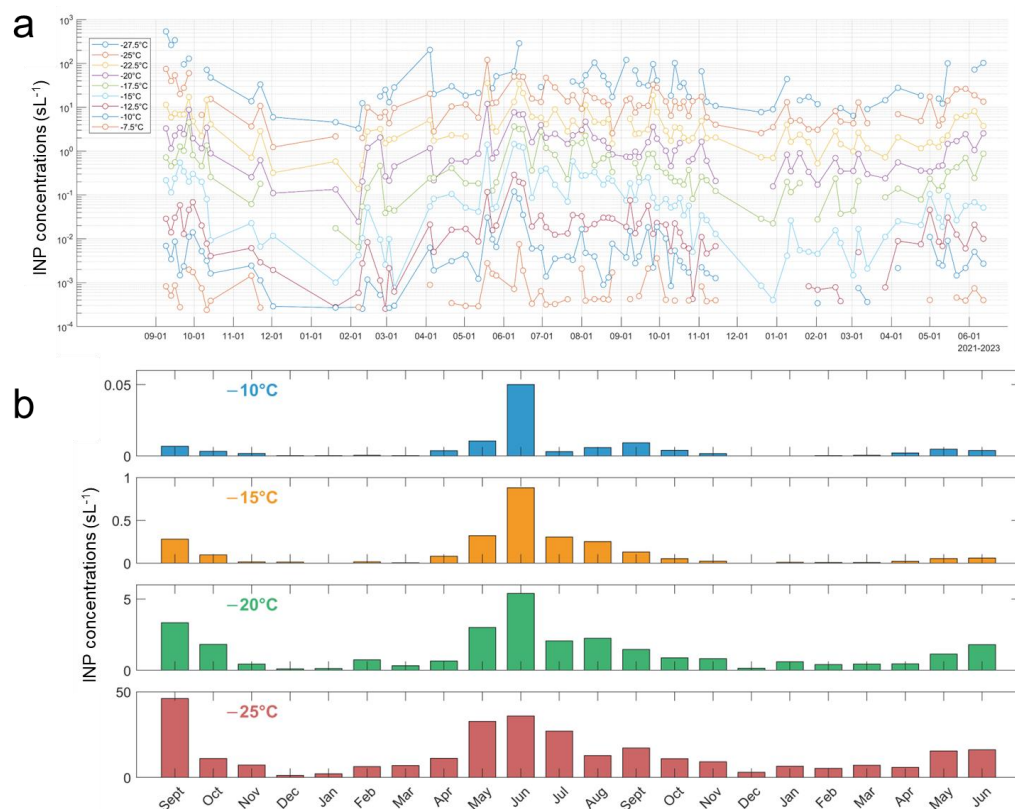 a
INP concentrations (sL⁻¹)
10³
10²
10¹
10⁰
10⁻¹
10⁻²
10⁻³
10⁻⁴
-27.5°C
-25°C
-22.5°C
-20°C
-17.5°C
-15°C
-12.5°C
-10°C
-7.5°C
09-01 10-01 11-01 12-01 01-01 02-01 03-01 04-01 05-01 06-01 07-01 08-01 09-01 10-01 11-01 12-01 01-01 02-01 03-01 04-01 05-01 06-01
2021-2023
b
INP concentrations (sL⁻¹)
0.05
0
−10°C
1
0.5
0
−15°C
5
0
−20°C
50
0
−25°C
Sept Oct Nov Dec Jan Feb Mar Apr May Jun Jul Aug Sept Oct Nov Dec Jan Feb Mar Apr May Jun